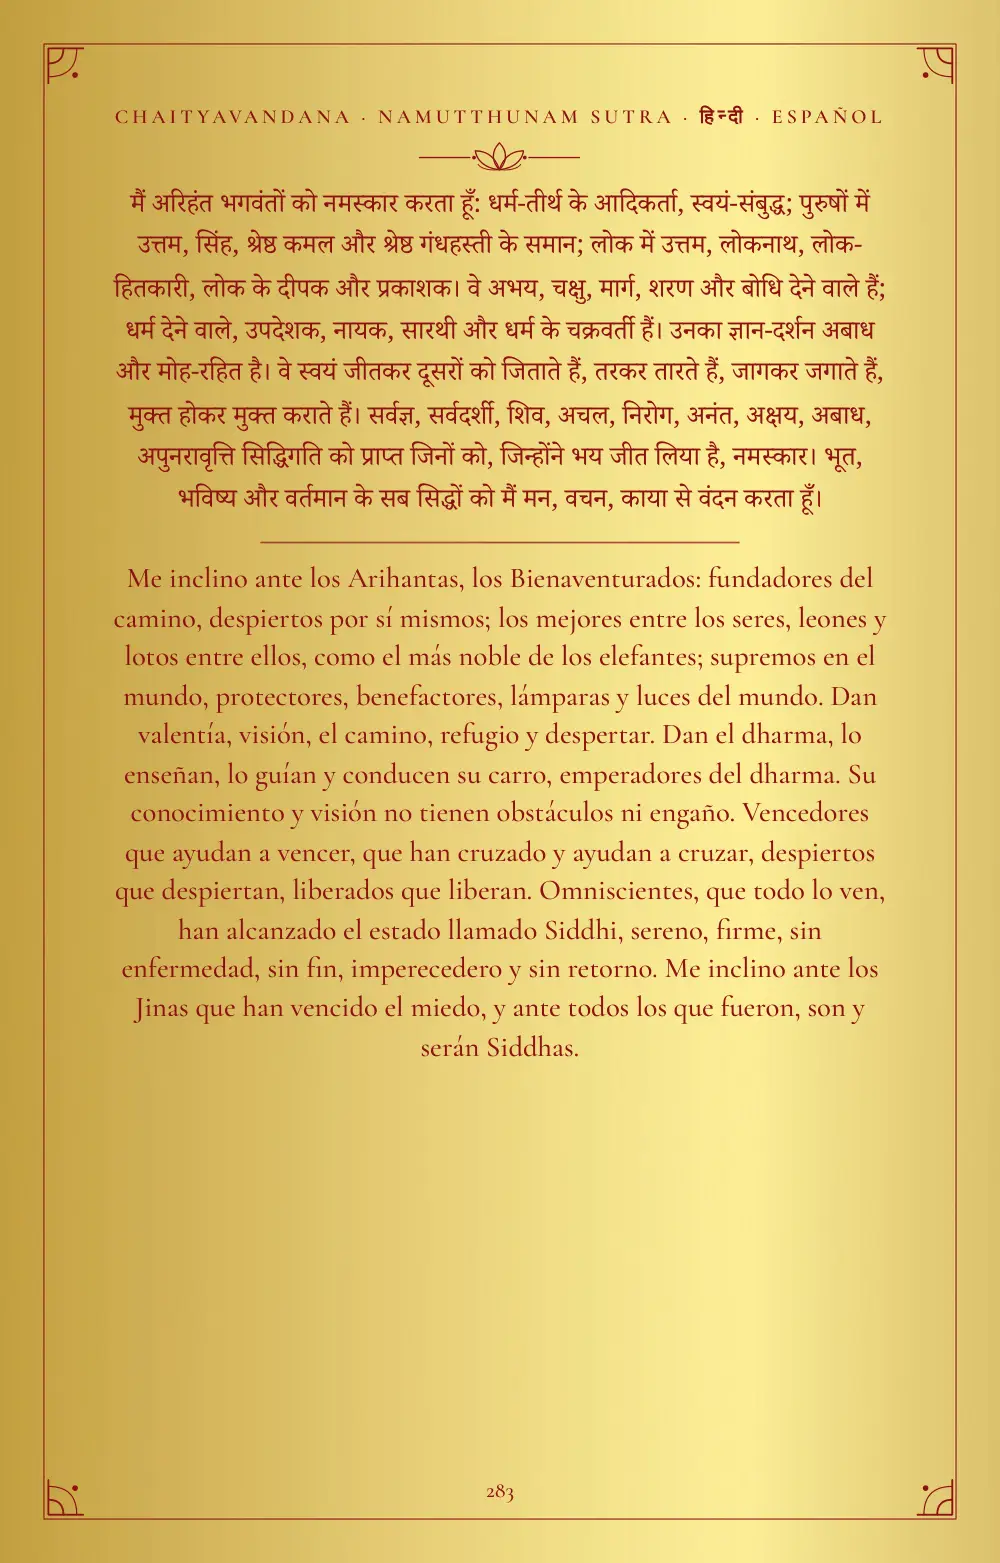 CHAITYAVANDANA · NAMUTTHUNAM SUTRA · हिन्दी · ESPAÑOL
मैं अरिहंत भगवंतों को नमस्कार करता हूँ: धर्म-तीर्थ के आदिकर्ता, स्वयं-संबुद्ध; पुरुषों में
उत्तम, सिंह, श्रेष्ठ कमल और श्रेष्ठ गंधहस्ती के समान; लोक में उत्तम, लोकनाथ, लोक-
हितकारी, लोक के दीपक और प्रकाशक। वे अभय, चक्षु, मार्ग, शरण और बोधि देने वाले हैं;
धर्म देने वाले, उपदेशक, नायक, सारथी और धर्म के चक्रवर्ती हैं। उनका ज्ञान-दर्शन अबाध
और मोह-रहित है। वे स्वयं जीतकर दूसरों को जिताते हैं, तरकर तारते हैं, जागकर जगाते हैं,
मुक्त होकर मुक्त कराते हैं। सर्वज्ञ, सर्वदर्शी, शिव, अचल, निरोग, अनंत, अक्षय, अबाध,
अपुनरावृत्ति सिद्धिगति को प्राप्त जिनों को, जिन्होंने भय जीत लिया है, नमस्कार। भूत,
भविष्य और वर्तमान के सब सिद्धों को मैं मन, वचन, काया से वंदन करता हूँ।
Me inclino ante los Arihantas, los Bienaventurados: fundadores del
camino, despiertos por sí mismos; los mejores entre los seres, leones y
lotos entre ellos, como el más noble de los elefantes; supremos en el
mundo, protectores, benefactores, lámparas y luces del mundo. Dan
valentía, visión, el camino, refugio y despertar. Dan el dharma, lo
enseñan, lo guían y conducen su carro, emperadores del dharma. Su
conocimiento y visión no tienen obstáculos ni engaño. Vencedores
que ayudan a vencer, que han cruzado y ayudan a cruzar, despiertos
que despiertan, liberados que liberan. Omniscientes, que todo lo ven,
han alcanzado el estado llamado Siddhi, sereno, firme, sin
enfermedad, sin fin, imperecedero y sin retorno. Me inclino ante los
Jinas que han vencido el miedo, y ante todos los que fueron, son y
serán Siddhas.
283